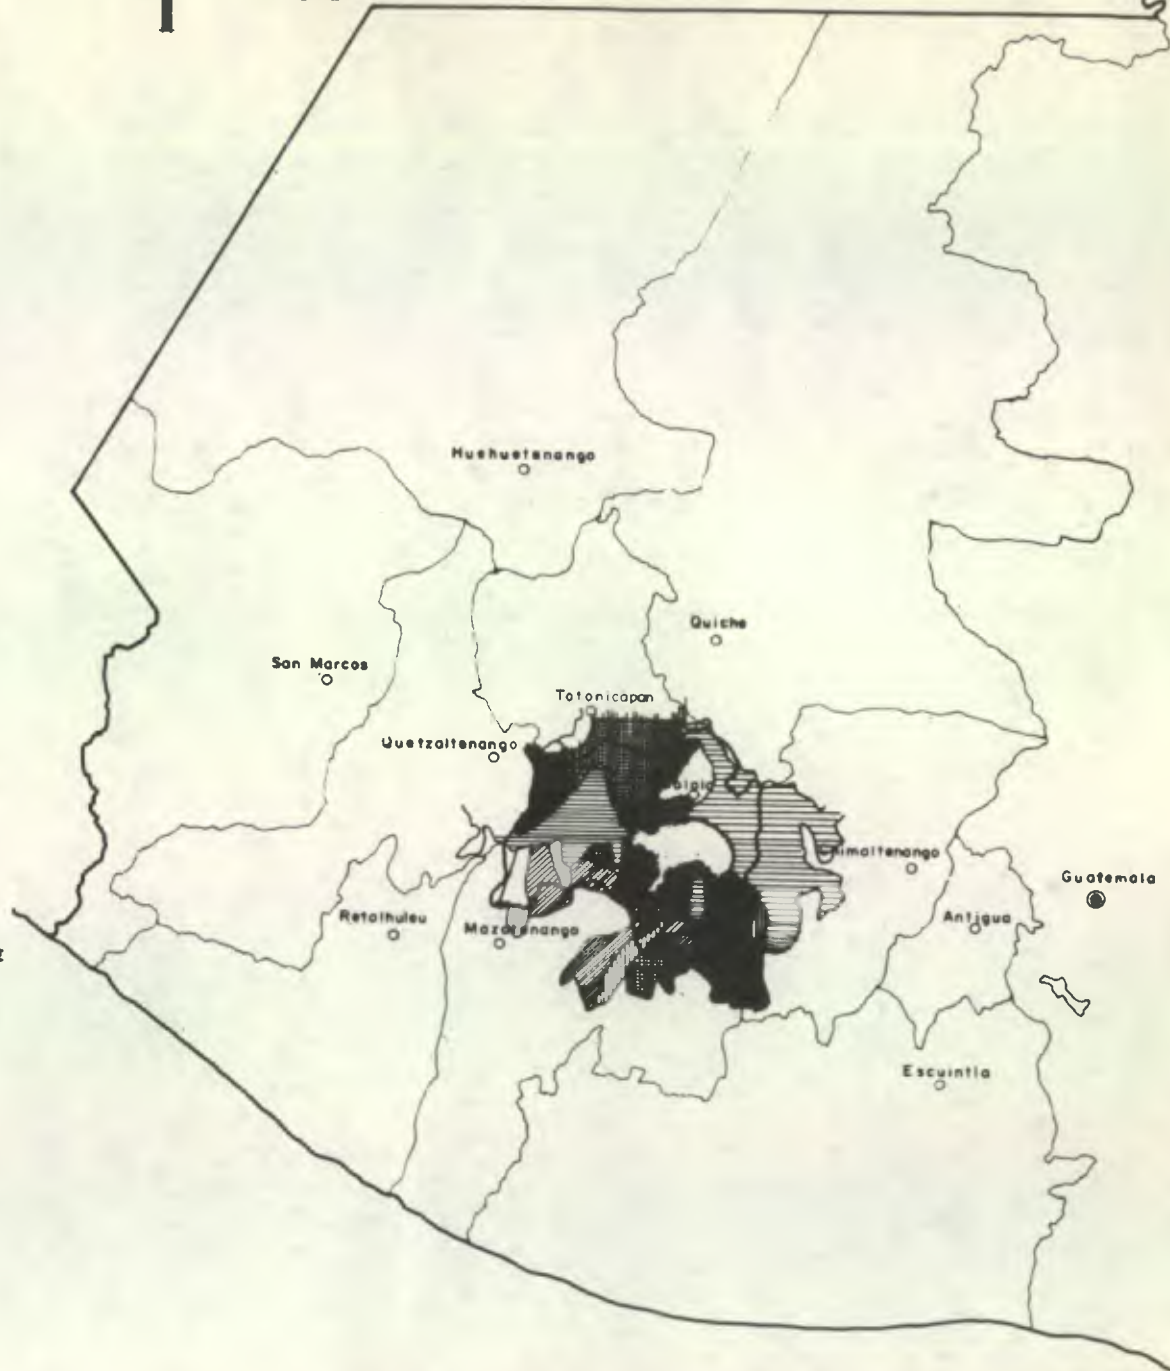 Huehuetenango
Quiche
San Marcos
Totonicapan
Quetzaltenango
Chimaltenango
Guatemala
Retalhuleu
Mazatenango
Antigua
Escuintla